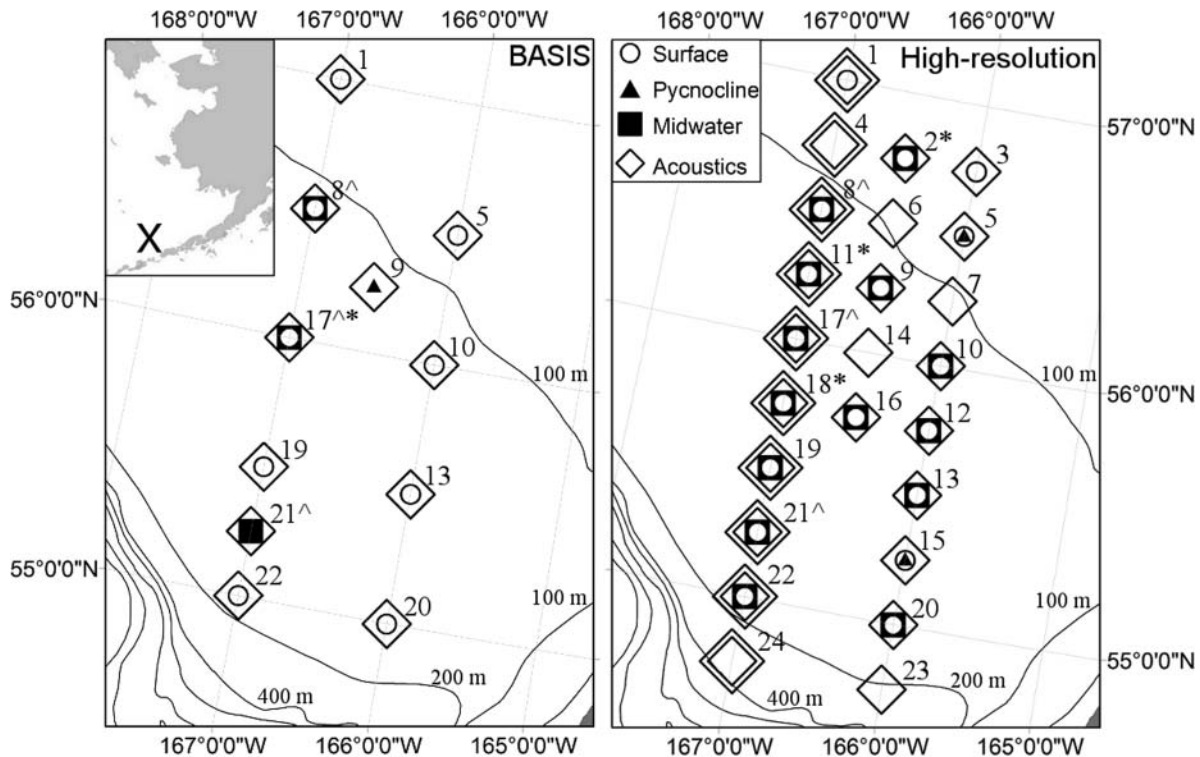 168°0'0"W 167°0'0"W 166°0'0"W
167°0'0"W 166°0'0"W
BASIS
High-resolution
X
Surface
Pycnocline
Midwater
Acoustics
1
8^
5
9
17^*
10
100 m
19
13
21^
22
20
100 m
200 m
400 m
56°0'0"N
55°0'0"N
167°0'0"W 166°0'0"W 165°0'0"W
1
4
2*
3
8^
6
5
11*
9
7
17^
14
10
100 m
18*
16
12
19
13
21^
15
22
20
100 m
24
23
200 m
400 m
57°0'0"N
56°0'0"N
55°0'0"N
167°0'0"W 166°0'0"W 165°0'0"W